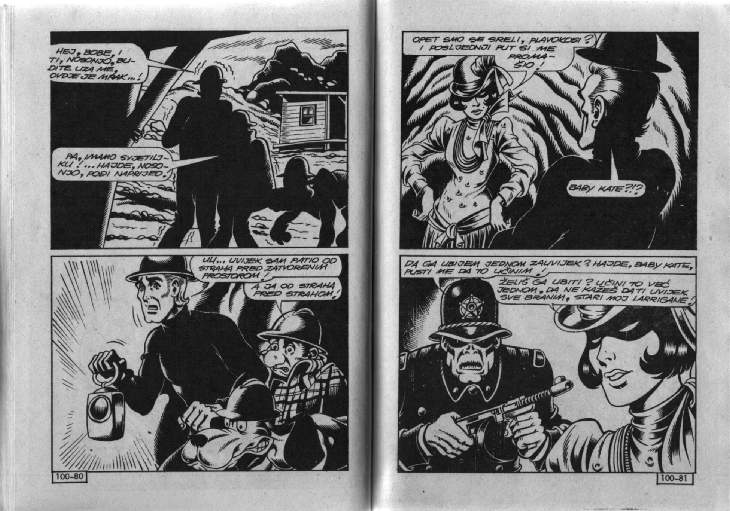 HEJ, BOBE, I
TI, NOSONJO, BU-
DITE UZA ME,
OVDJE JE MRAK...!
PA, IMAMO SVJETILJ-
KU! ... HAJDE, NOSO-
NJO, POĐI NAPRIJED!
UU... UVIJEK SAM PATIO OD
STRAHA PRED ZATVORENIM
PROSTOROM!
A JA OD STRAHA
PRED STRAHOM!
100-80
OPET SMO SE SRELI, PLAVOKOSI?
I POSLJEDNJI PUT SI ME
PROMA-
ŠIO!
BABY KATE?!?
DA GA UBIJEM JEDNOM ZAUVIJEK? HAJDE, BABY KATE,
PUSTI ME DA TO UČINIM!
ŽELIŠ GA UBITI? UČINI TO VEĆ
JEDNOM, DA NE KAŽEŠ DA TI UVIJEK
SVE BRANIM, STARI MOJ LARRIGANE!
100-81